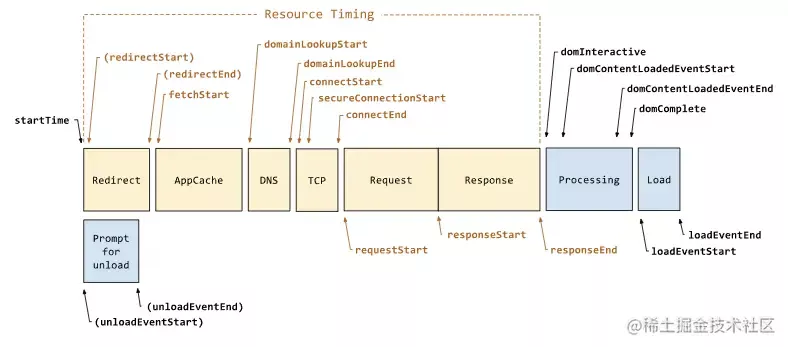 Resource Timing
domainLookupStart
domInteractive
(redirectStart)
domainLookupEnd
domContentLoadedEventStart
(redirectEnd)
connectStart
domContentLoadedEventEnd
fetchStart
secureConnectionStart
domComplete
startTime
connectEnd
Redirect
AppCache
DNS
TCP
Request
Response
Processing
Load
Prompt
for
unload
requestStart
responseStart
responseEnd
loadEventEnd
loadEventStart
(unloadEventEnd)
(unloadEventStart)
@稀土掘金技术社区